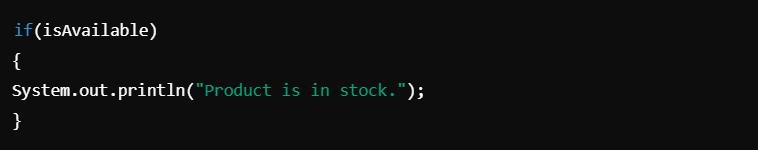 if(isAvailable)
{
System.out.println("Product is in stock.");
}